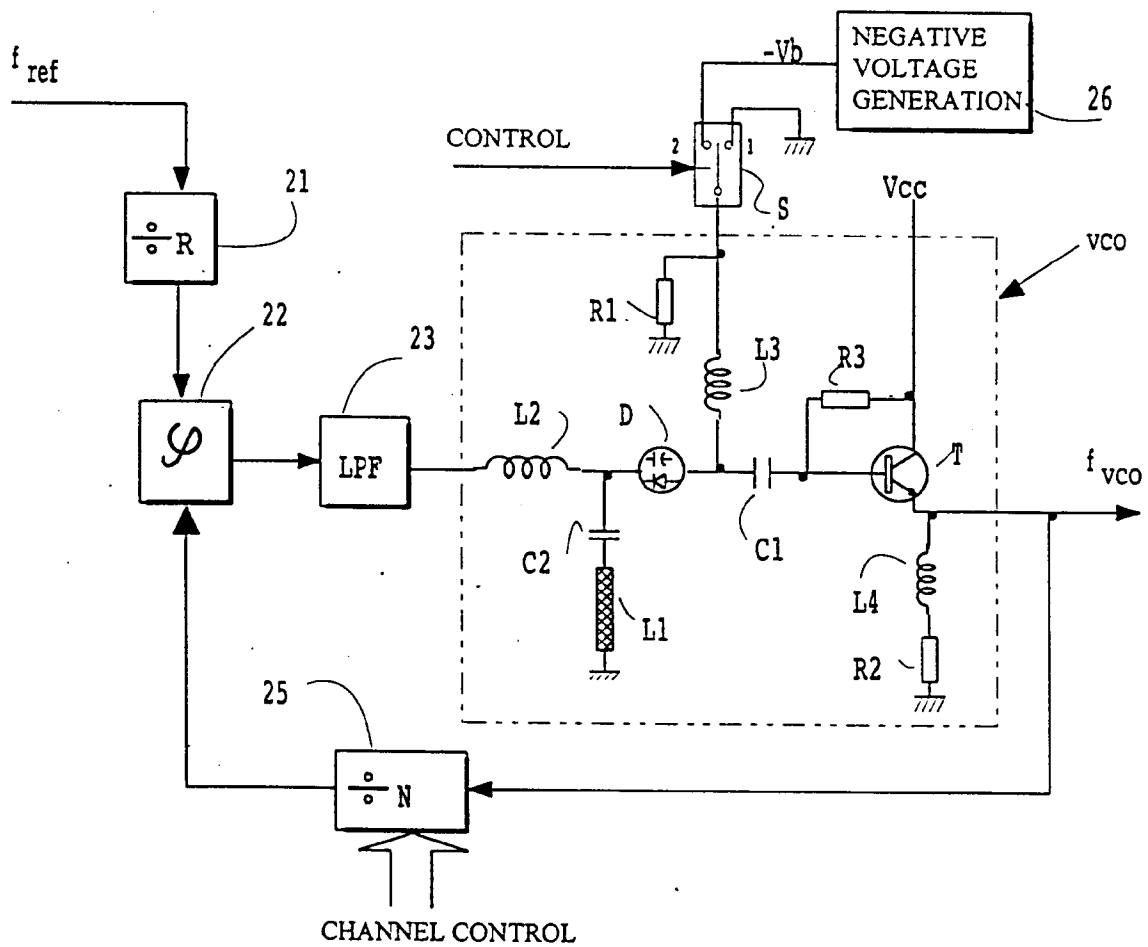 f ref
NEGATIVE
VOLTAGE
GENERATION
26
-Vb
CONTROL
2
1
S
Vcc
21
÷ R
vco
22
23
R1
L3
R3
φ
LPF
L2
D
T
f vco
C2
C1
L1
L4
R2
25
÷ N
CHANNEL CONTROL